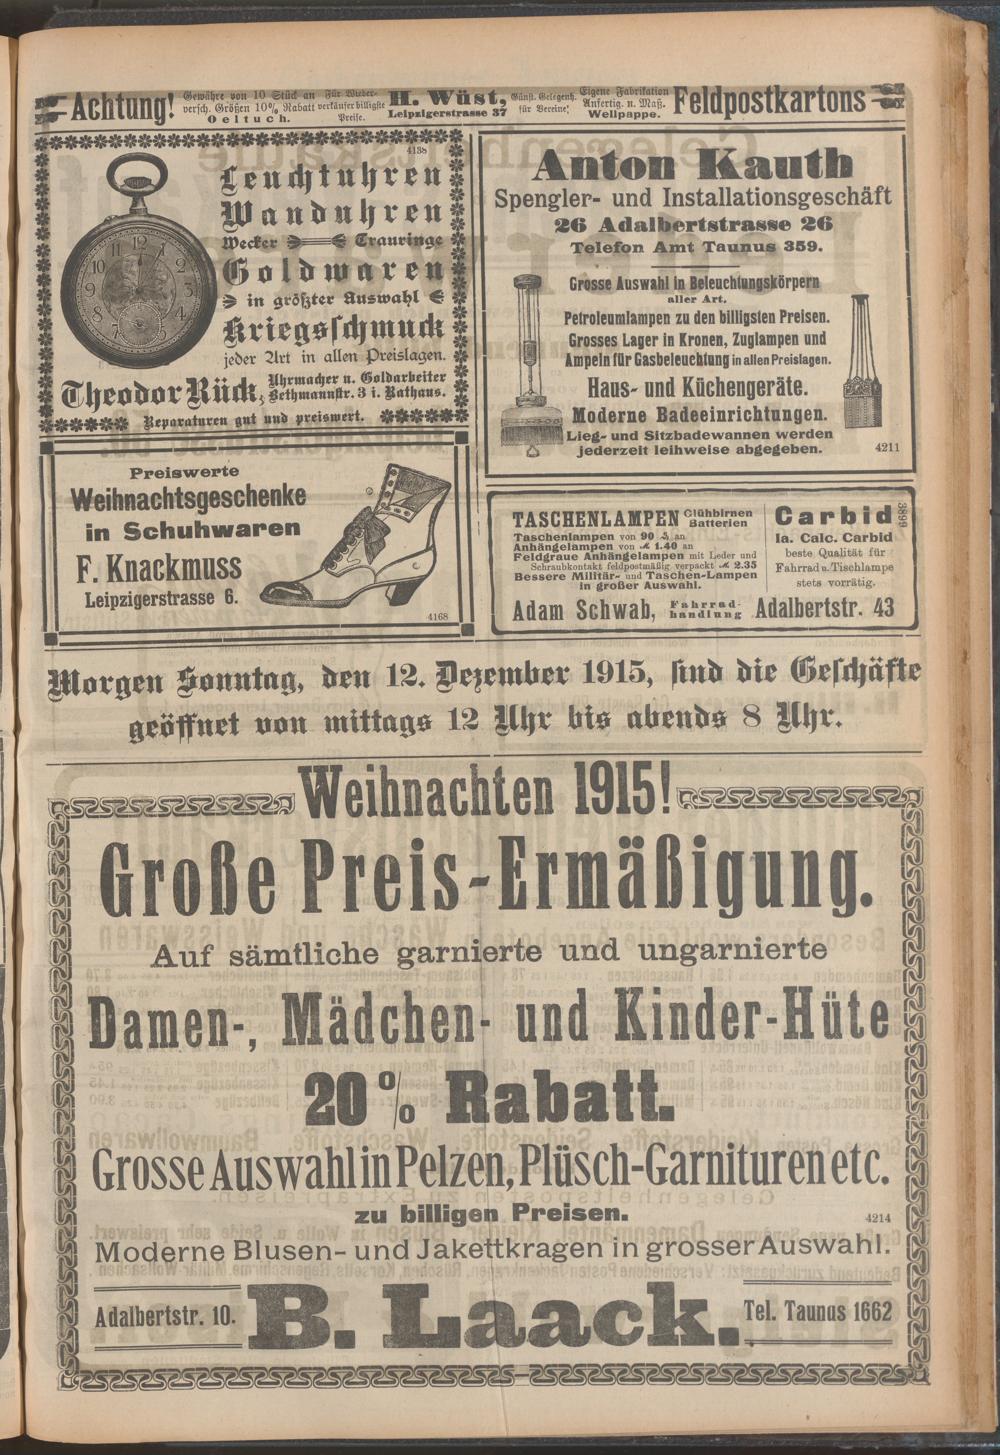 Achtung!
Gewähre von 10 Stück an
versch. Größen 10% Rabatt
Oeltuch.
Für Wieder-
verkäufer billigste
Preise.
H. Wüst,
Leipzigerstrasse 37
Günst. Gelegenh.
für Vereine!
Eigene Fabrikation
Anfertig. n. Maß.
Wellpappe.
Feldpostkartons
4138
Leuchtuhren
Wanduhren
Wecker Trauringe
Goldwaren
in größter Auswahl
Kriegsschmuck
jeder Art in allen Preislagen.
Theodor Rück, Uhrmacher u. Goldarbeiter
Bethmannstr. 3 i. Rathaus.
Reparaturen gut und preiswert.
Anton Kauth
Spengler- und Installationsgeschäft
26 Adalbertstrasse 26
Telefon Amt Taunus 359.
Grosse Auswahl in Beleuchtungskörpern
aller Art.
Petroleumlampen zu den billigsten Preisen.
Grosses Lager in Kronen, Zuglampen und
Ampeln für Gasbeleuchtung in allen Preislagen.
Haus- und Küchengeräte.
Moderne Badeeinrichtungen.
Lieg- und Sitzbadewannen werden
jederzeit leihweise abgegeben.
4211
Preiswerte
Weihnachtsgeschenke
in Schuhwaren
F. Knackmuss
Leipzigerstrasse 6.
4168
TASCHENLAMPEN Glühbirnen
Batterien
Taschenlampen von 90 ₰ an
Anhängelampen von ℳ 1.40 an
Feldgraue Anhängelampen mit Leder und
Schraubkontakt feldpostmäßig verpackt ℳ 2.35
Bessere Militär- und Taschen-Lampen
in großer Auswahl.
Carbid
3899
Ia. Calc. Carbid
beste Qualität für
Fahrrad u. Tischlampe
stets vorrätig.
Adam Schwab, Fahrrad-
handlung Adalbertstr. 43
Morgen Sonntag, den 12. Dezember 1915, sind die Geschäfte
geöffnet von mittags 12 Uhr bis abends 8 Uhr.
Weihnachten 1915!
Große Preis-Ermäßigung.
Auf sämtliche garnierte und ungarnierte
Damen-, Mädchen- und Kinder-Hüte
20% Rabatt.
Grosse Auswahl in Pelzen, Plüsch-Garnituren etc.
zu billigen Preisen.
4214
Moderne Blusen- und Jakettkragen in grosser Auswahl.
Adalbertstr. 10. B. Laack. Tel. Taunus 1662